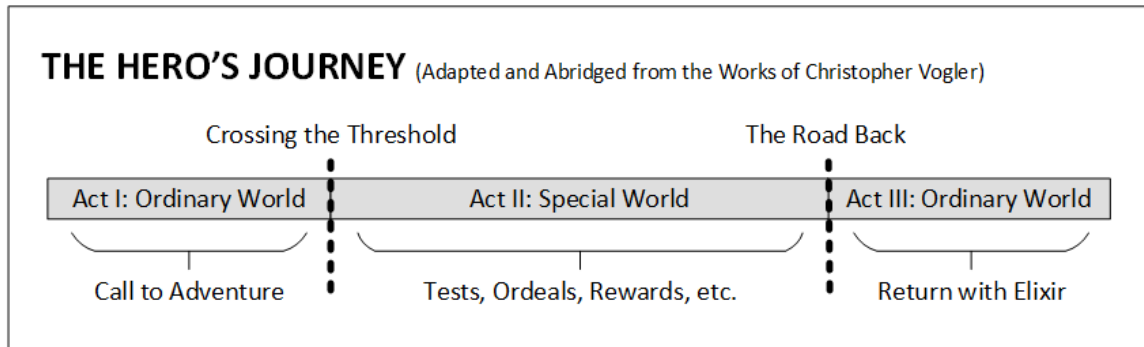 THE HERO’S JOURNEY (Adapted and Abridged from the Works of Christopher Vogler)
Crossing the Threshold
The Road Back
Act I: Ordinary World
Act II: Special World
Act III: Ordinary World
Call to Adventure
Tests, Ordeals, Rewards, etc.
Return with Elixir